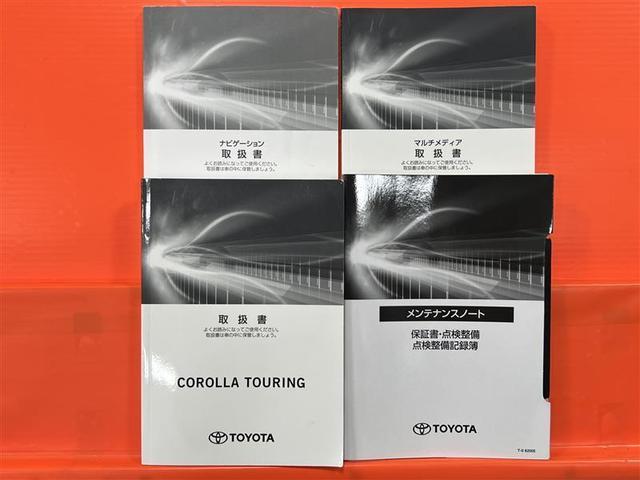 ナビゲーション
取扱書
よくお読みになってご使用ください。
取扱書は車の中に保管しましょう。
マルチメディア
取扱書
よくお読みになってご使用ください。
取扱書は車の中に保管しましょう。
取扱書
よくお読みになってご使用ください。
取扱書は車の中に保管しましょう。
COROLLA TOURING
TOYOTA
メンテナンスノート
保証書・点検整備
点検整備記録簿
TOYOTA